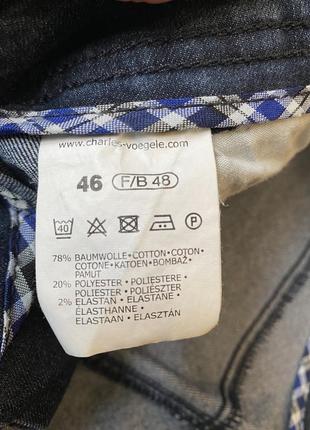 www.charles-voegele.com
46 F/B 48
40 P
78% BAUMWOLLE•COTTON•COTON•
COTONE•KATOEN•BOMBAŽ•
PAMUT
20% POLYESTER•POLIESTERE•
POLIESTER•POLIÉSZTER
2% ELASTAN•ELASTANE•
ÉLASTHANNE•
ELASTAAN•ELASZTÁN